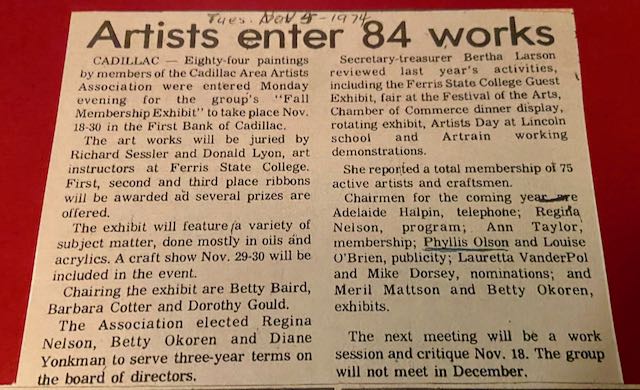 Tues. Nov 5 - 1974
Artists enter 84 works
CADILLAC — Eighty-four paintings
by members of the Cadillac Area Artists
Association were entered Monday
evening for the group's "Fall
Membership Exhibit" to take place Nov.
18-30 in the First Bank of Cadillac.
The art works will be juried by
Richard Sessler and Donald Lyon, art
instructors at Ferris State College.
First, second and third place ribbons
will be awarded ad several prizes are
offered.
The exhibit will feature a variety of
subject matter, done mostly in oils and
acrylics. A craft show Nov. 29-30 will be
included in the event.
Chairing the exhibit are Betty Baird,
Barbara Cotter and Dorothy Gould.
The Association elected Regina
Nelson, Betty Okoren and Diane
Yonkman to serve three-year terms on
the board of directors.
Secretary-treasurer Bertha Larson
reviewed last year's activities,
including the Ferris State College Guest
Exhibit, fair at the Festival of the Arts,
Chamber of Commerce dinner display,
rotating exhibit, Artists Day at Lincoln
school and Artrain working
demonstrations.
She reported a total membership of 75
active artists and craftsmen.
Chairmen for the coming year are
Adelaide Halpin, telephone; Regina
Nelson, program; Ann Taylor,
membership; Phyllis Olson and Louise
O'Brien, publicity; Lauretta VanderPol
and Mike Dorsey, nominations; and
Meril Mattson and Betty Okoren,
exhibits.
The next meeting will be a work
session and critique Nov. 18. The group
will not meet in December.